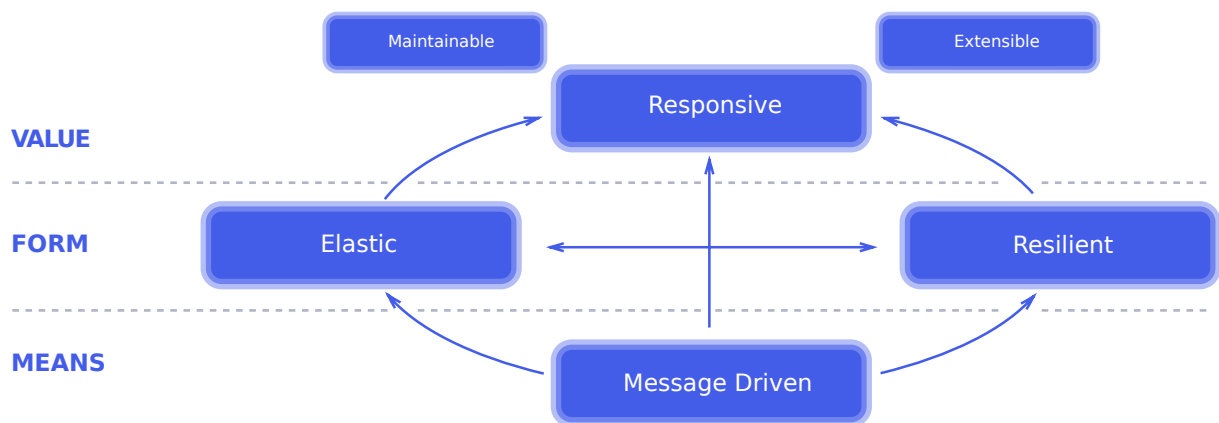 Maintainable
Extensible
Responsive
VALUE
FORM
Elastic
Resilient
MEANS
Message Driven